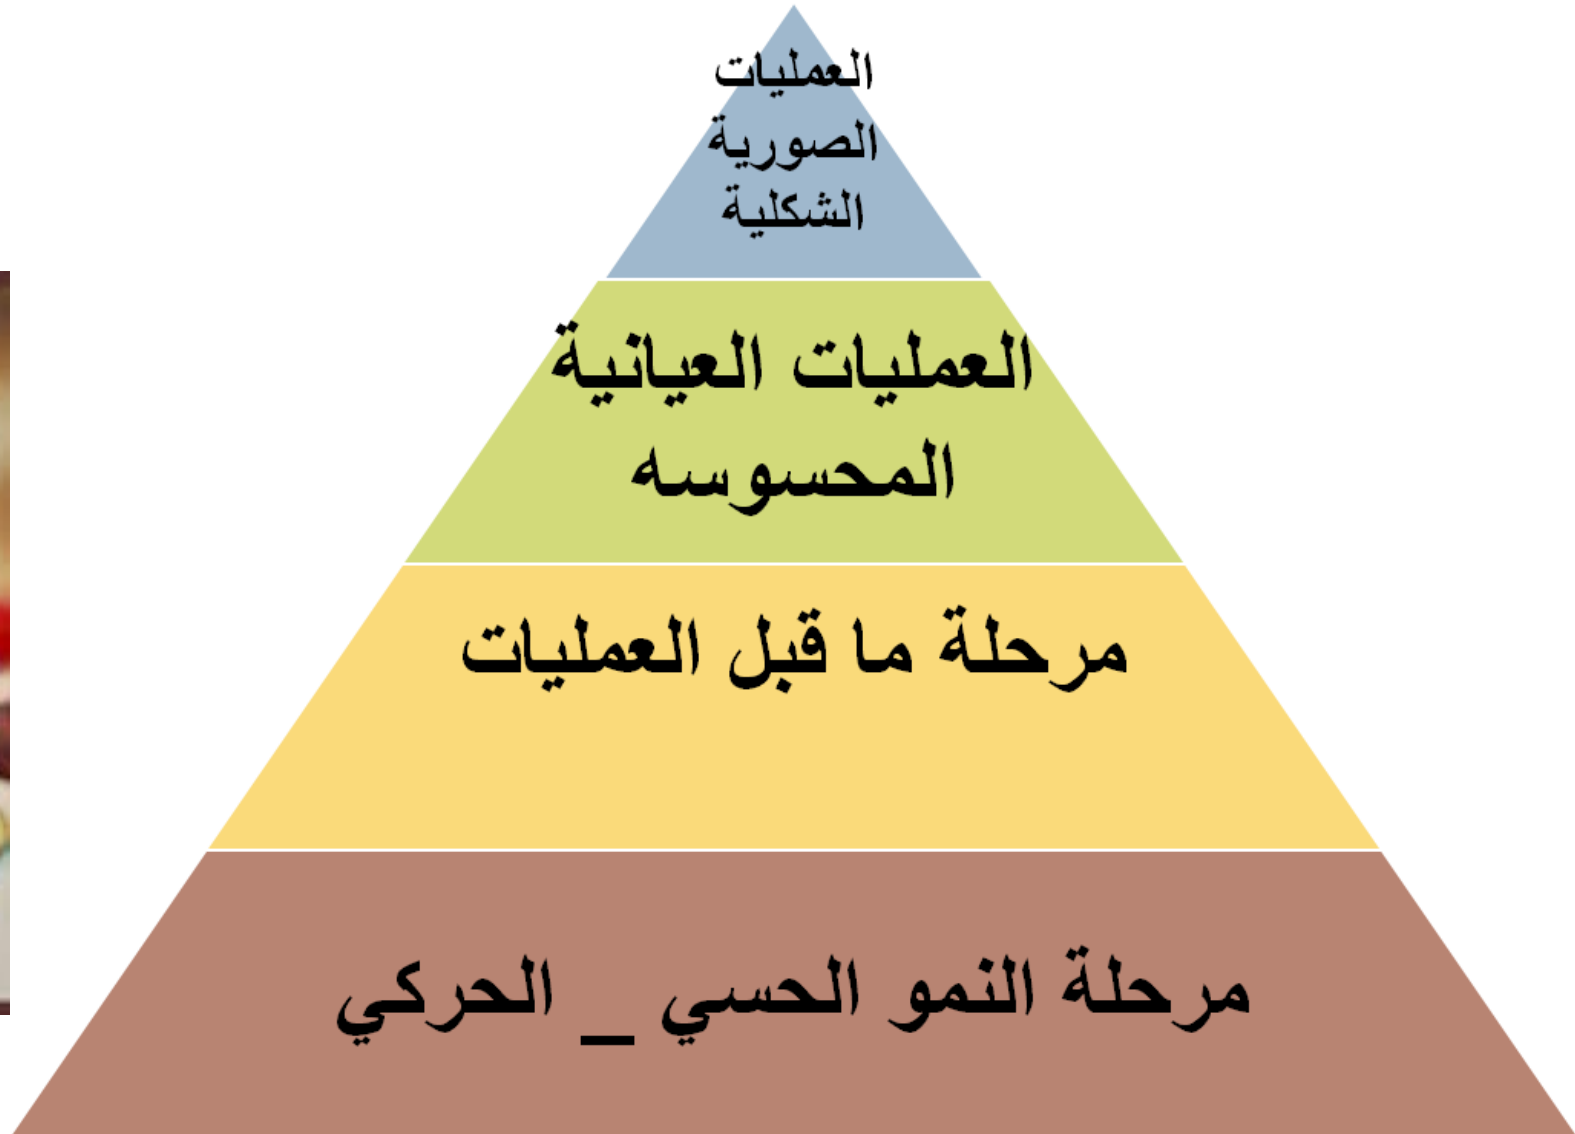 العمليات
الصورية
الشكلية
العمليات العيانية
المحسوسه
مرحلة ما قبل العمليات
مرحلة النمو الحسي _ الحركي